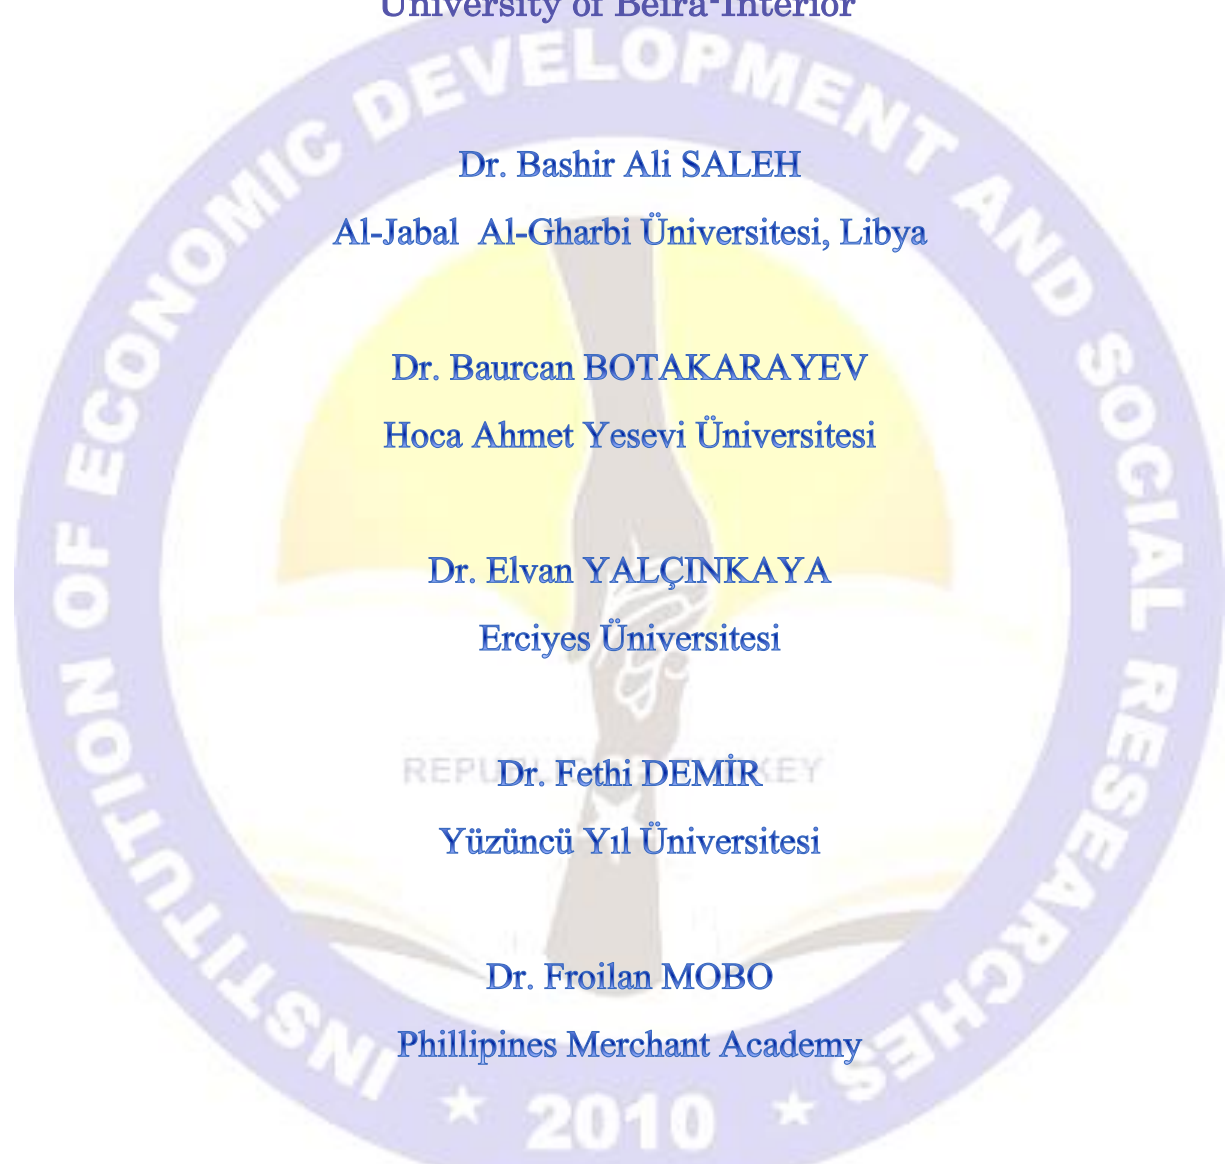 University of Beira-Interior
Dr. Bashir Ali SALEH
Al-Jabal Al-Gharbi Üniversitesi, Libya
Dr. Baurcan BOTAKARAYEV
Hoca Ahmet Yesevi Üniversitesi
Dr. Elvan YALÇINKAYA
Erciyes Üniversitesi
Dr. Fethi DEMİR
Yüzüncü Yıl Üniversitesi
Dr. Froilan MOBO
Phillipines Merchant Academy
INSTITUTION OF ECONOMIC DEVELOPMENT AND SOCIAL RESEARCHES
2010